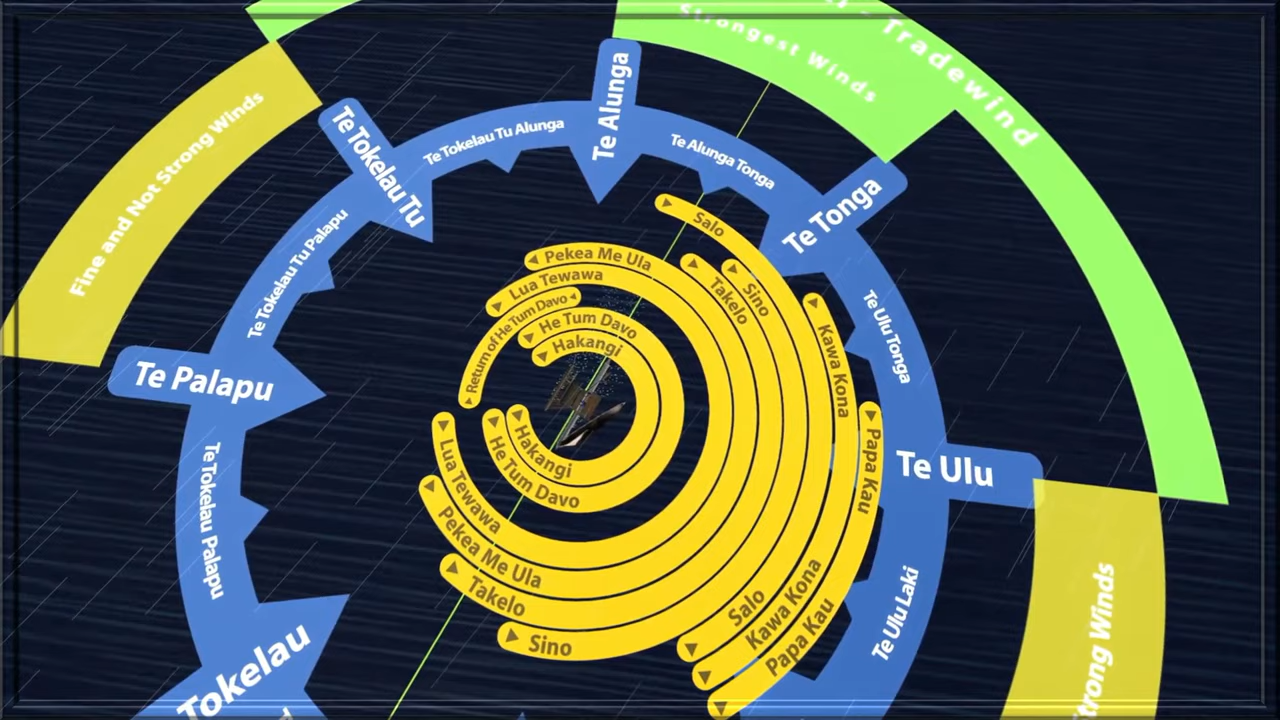 Tradewind
Strongest Winds
Fine and Not Strong Winds
Te Tokelau Tu
Te Tokelau Tu Alunga
Te Alunga
Te Alunga Tonga
Te Tonga
Te Tokelau Tu Palapu
Te Ulu Tonga
Te Palapu
Te Ulu
Te Tokelau Palapu
Te Ulu Laki
Tokelau
Strong Winds
Salo
Pekea Me Ula
Takelo
Sino
Lua Tewawa
Return of He Tum Davo
He Tum Davo
Hakangi
Kawa Kona
Papa Kau
Hakangi
He Tum Davo
Lua Tewawa
Pekea Me Ula
Takelo
Sino
Salo
Kawa Kona
Papa Kau